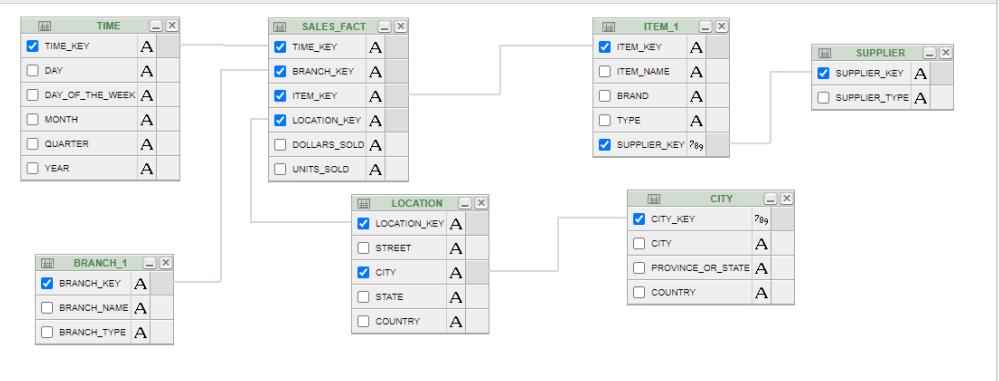 TIME
TIME_KEY A
DAY A
DAY_OF_THE_WEEK A
MONTH A
QUARTER A
YEAR A
SALES_FACT
TIME_KEY A
BRANCH_KEY A
ITEM_KEY A
LOCATION_KEY A
DOLLARS_SOLD A
UNITS_SOLD A
ITEM_1
ITEM_KEY A
ITEM_NAME A
BRAND A
TYPE A
SUPPLIER_KEY 789
SUPPLIER
SUPPLIER_KEY A
SUPPLIER_TYPE A
BRANCH_1
BRANCH_KEY A
BRANCH_NAME A
BRANCH_TYPE A
LOCATION
LOCATION_KEY A
STREET A
CITY A
STATE A
COUNTRY A
CITY
CITY_KEY 789
CITY A
PROVINCE_OR_STATE A
COUNTRY A